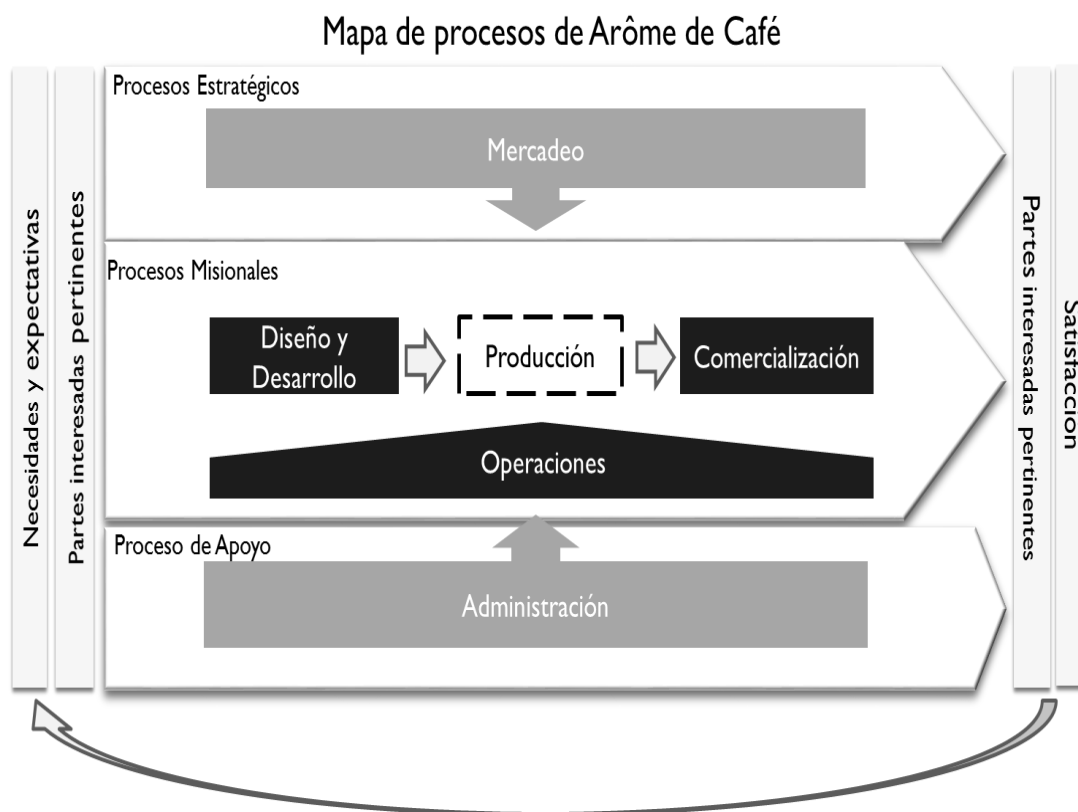 Mapa de procesos de Arôme de Café
Necesidades y expectativas
Partes interesadas pertinentes
Procesos Estratégicos
Mercadeo
Procesos Misionales
Diseño y
Desarrollo
Producción
Comercialización
Operaciones
Proceso de Apoyo
Administración
Partes interesadas pertinentes
Satisfaccion